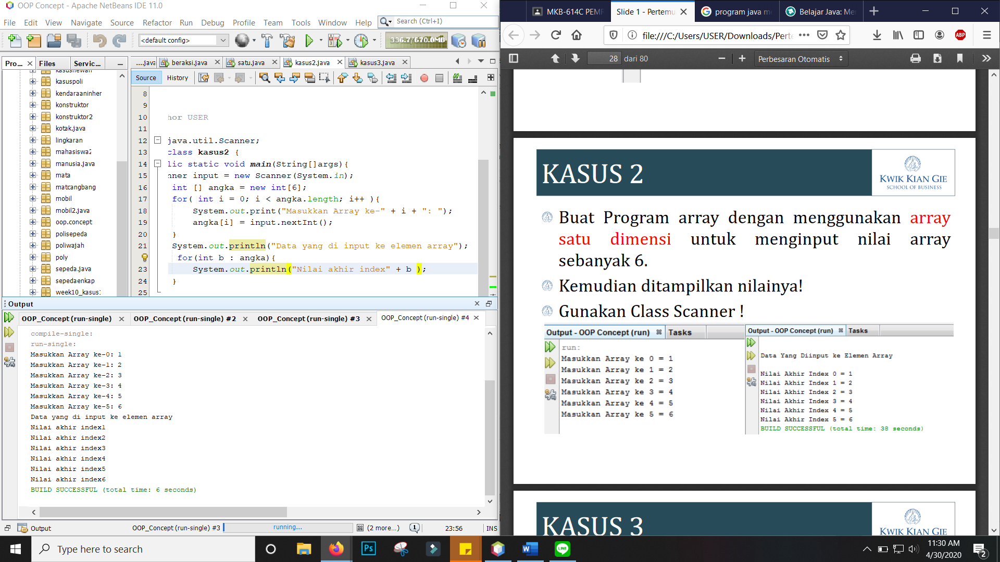 OOP Concept - Apache NetBeans IDE 11.0
File Edit View Navigate Source Refactor Run Debug Profile Team Tools Window Help
Search (Ctrl+I)
<default config>
336.7/670.0MB
Pro... Files Servic...
kasushewan
kasuspoli
kendaraaninher
konstruktor
konstruktor2
kotak.java
lingkaran
mahasiswa2
manusia.java
mata
matcangbang
mobil
mobil2.java
oop.concept
polisepeda
poliwajah
poly
sepeda.java
sepedaenkap
week10_kasus1
....java beraksi.java satu.java kasus2.java kasus3.java
Source History
8
9
10 hor USER
11
12 java.util.Scanner;
13 class kasus2 {
14 lic static void main(String[]args){
15 nner input = new Scanner(System.in);
16 int [] angka = new int[6];
17 for( int i = 0; i < angka.length; i++ ){
18 System.out.print("Masukkan Array ke-" + i + ": ");
19 angka[i] = input.nextInt();
20 }
21 System.out.println("Data yang di input ke elemen array");
for(int b : angka){
23 System.out.println("Nilai akhir index" + b );
24 }
25
Output
OOP_Concept (run-single) OOP_Concept (run-single) #2 OOP_Concept (run-single) #3 OOP_Concept (run-single) #4
compile-single:
run-single:
Masukkan Array ke-0: 1
Masukkan Array ke-1: 2
Masukkan Array ke-2: 3
Masukkan Array ke-3: 4
Masukkan Array ke-4: 5
Masukkan Array ke-5: 6
Data yang di input ke elemen array
Nilai akhir index1
Nilai akhir index2
Nilai akhir index3
Nilai akhir index4
Nilai akhir index5
Nilai akhir index6
BUILD SUCCESSFUL (total time: 6 seconds)
Output OOP_Concept (run-single) #3 running... (2 more...) 1 23:56 INS
MKB-614C PEMR Slide 1 - Pertemu program java me Belajar Java: Me
file:///C:/Users/USER/Downloads/Perte
ABP
28 dari 80
Perbesaran Otomatis
KASUS 2
KWIK KIAN GIE
SCHOOL OF BUSINESS
Buat Program array dengan menggunakan array
satu dimensi untuk menginput nilai array
sebanyak 6.
Kemudian ditampilkan nilainya!
Gunakan Class Scanner !
Output - OOP Concept (run) Tasks
run:
Masukkan Array ke 0 = 1
Masukkan Array ke 1 = 2
Masukkan Array ke 2 = 3
Masukkan Array ke 3 = 4
Masukkan Array ke 4 = 5
Masukkan Array ke 5 = 6
Output - OOP Concept (run) Tasks
Data Yang Diinput ke Elemen Array
Nilai Akhir Index 0 = 1
Nilai Akhir Index 1 = 2
Nilai Akhir Index 2 = 3
Nilai Akhir Index 3 = 4
Nilai Akhir Index 4 = 5
Nilai Akhir Index 5 = 6
BUILD SUCCESSFUL (total time: 38 seconds)
KASUS 3
KWIK KIAN GIE
Type here to search
Ps
W
LINE
11:30 AM
4/30/2020
2